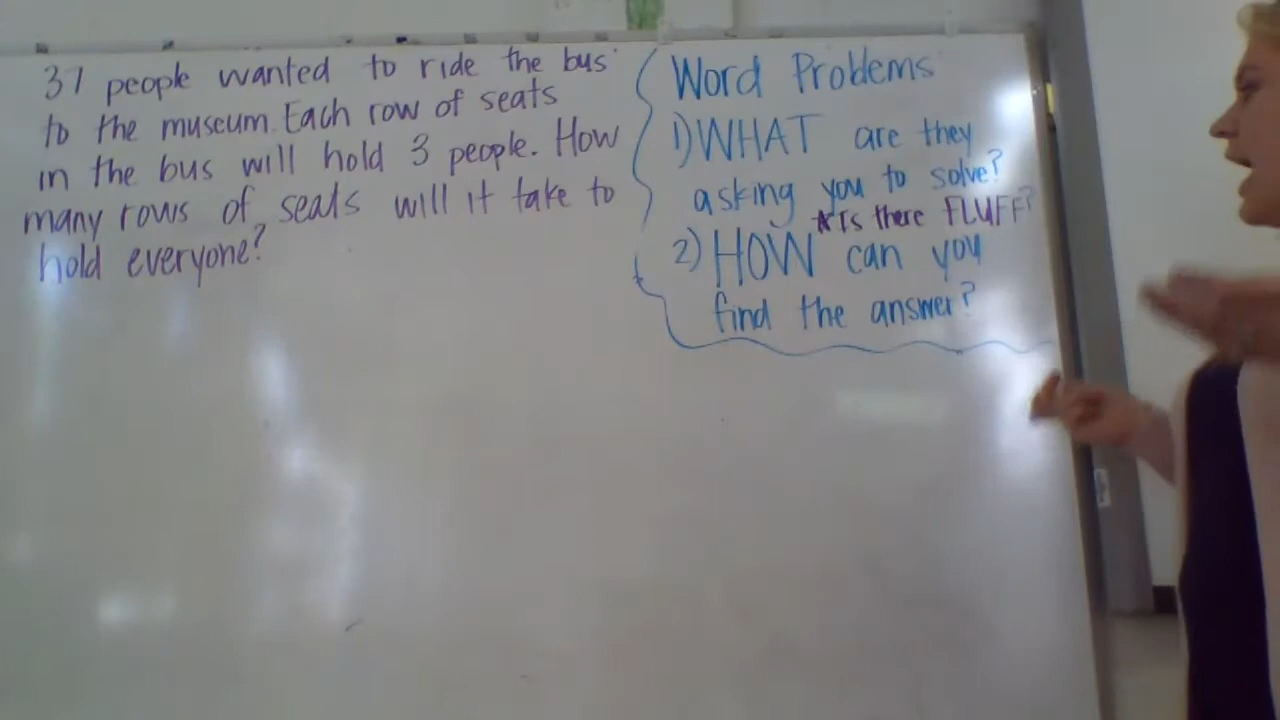 37 people wanted to ride the bus
to the museum. Each row of seats
in the bus will hold 3 people. How
many rows of seats will it take to
hold everyone?
Word Problems
1) WHAT are they
asking you to solve?
*Is there FLUFF?
2) HOW can you
find the answer?